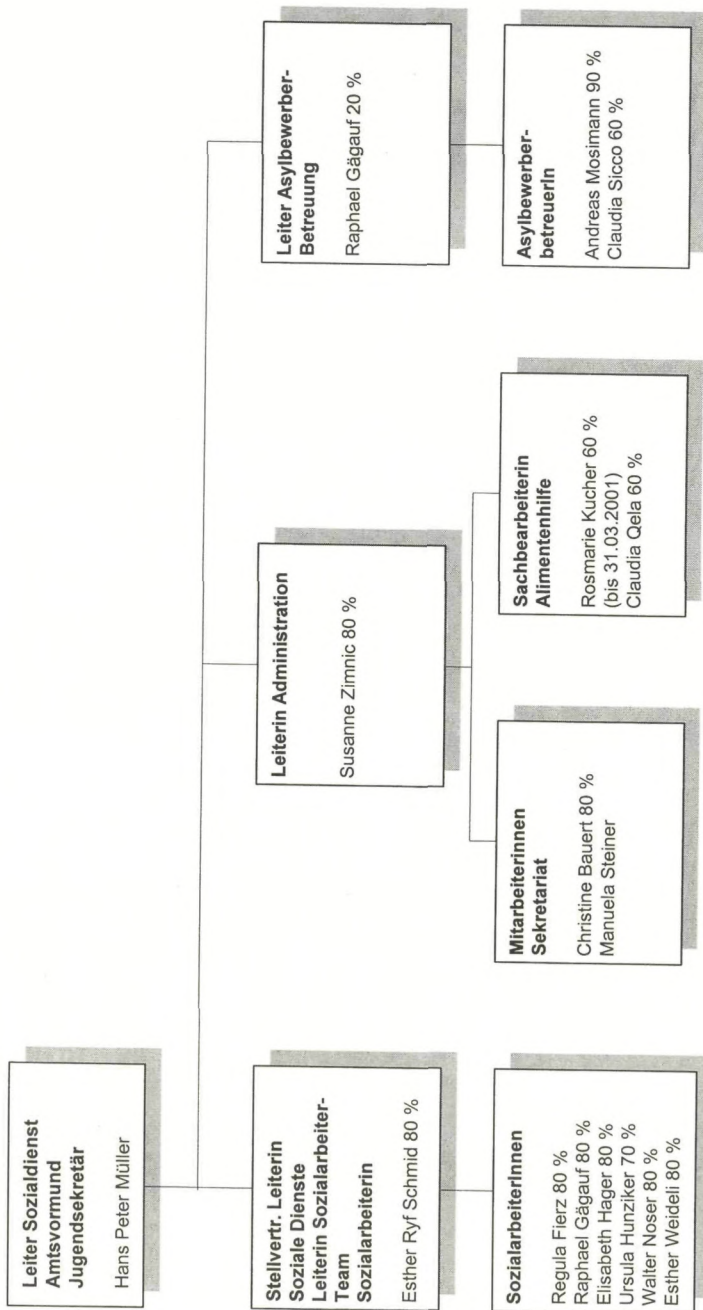 Leiter Sozialdienst
Amtsvormund
Jugendsekretär
Hans Peter Müller
Stellvertr. Leiterin
Soziale Dienste
Leiterin Sozialarbeiter-
Team
Sozialarbeiterin
Esther Ryf Schmid 80 %
Leiterin Administration
Susanne Zimnic 80 %
Leiter Asylbewerber-
Betreuung
Raphael Gägauf 20 %
SozialarbeiterInnen
Regula Fierz 80 %
Raphael Gägauf 80 %
Elisabeth Hager 80 %
Ursula Hunziker 70 %
Walter Noser 80 %
Esther Weideli 80 %
Mitarbeiterinnen
Sekretariat
Christine Bauert 80 %
Manuela Steiner
Sachbearbeiterin
Alimentenhilfe
Rosmarie Kucher 60 %
(bis 31.03.2001)
Claudia Qela 60 %
Asylbewerber-
betreuerIn
Andreas Mosimann 90 %
Claudia Sicco 60 %